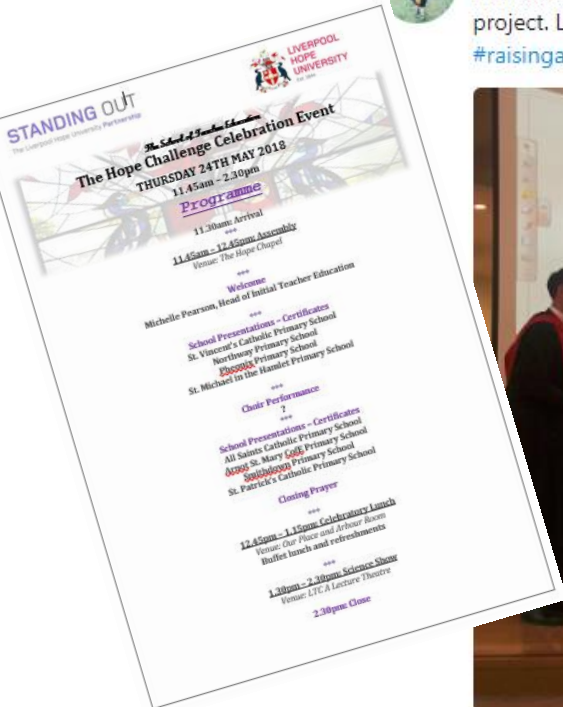 project. L
#raisinga
LIVERPOOL
HOPE
UNIVERSITY
STANDING OUT
The Liverpool Hope University Partnership
The School of Teacher Education
The Hope Challenge Celebration Event
THURSDAY 24TH MAY 2018
11.45am – 2.30pm
Programme
11.30am: Arrival
***
11.45am – 12.45pm: Assembly
Venue: The Hope Chapel
***
Welcome
Michelle Pearson, Head of Initial Teacher Education
***
School Presentations – Certificates
St. Vincent's Catholic Primary School
Northway Primary School
Pheonix Primary School
St. Michael in the Hamlet Primary School
***
Choir Performance
?
***
School Presentations – Certificates
All Saints Catholic Primary School
Arnot St. Mary CofE Primary School
Smithdown Primary School
St. Patrick's Catholic Primary School
Closing Prayer
***
12.45pm – 1.15pm: Celebratory Lunch
Venue: Our Place and Arbour Room
Buffet lunch and refreshments
***
1.30pm – 2.30pm: Science Show
Venue: LTC A Lecture Theatre
2.30pm: Close